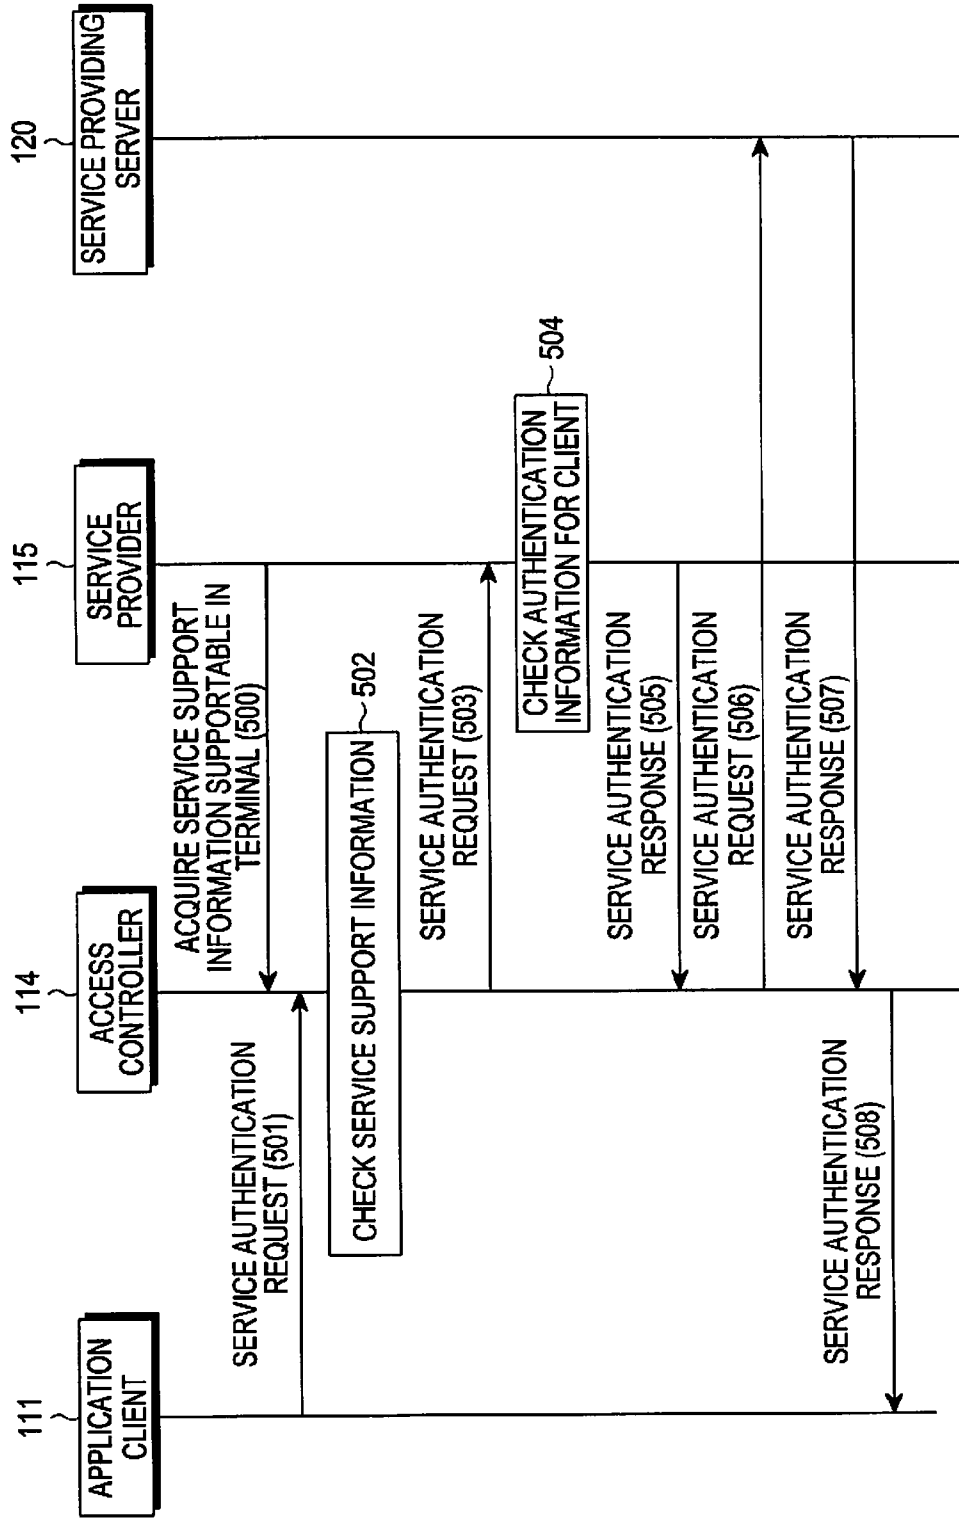 111
APPLICATION
CLIENT
114
ACCESS
CONTROLLER
115
SERVICE
PROVIDER
120
SERVICE PROVIDING
SERVER
ACQUIRE SERVICE SUPPORT
INFORMATION SUPPORTABLE IN
TERMINAL (500)
SERVICE AUTHENTICATION
REQUEST (501)
CHECK SERVICE SUPPORT INFORMATION
502
SERVICE AUTHENTICATION
REQUEST (503)
CHECK AUTHENTICATION
INFORMATION FOR CLIENT
504
SERVICE AUTHENTICATION
RESPONSE (505)
SERVICE AUTHENTICATION
REQUEST (506)
SERVICE AUTHENTICATION
RESPONSE (507)
SERVICE AUTHENTICATION
RESPONSE (508)